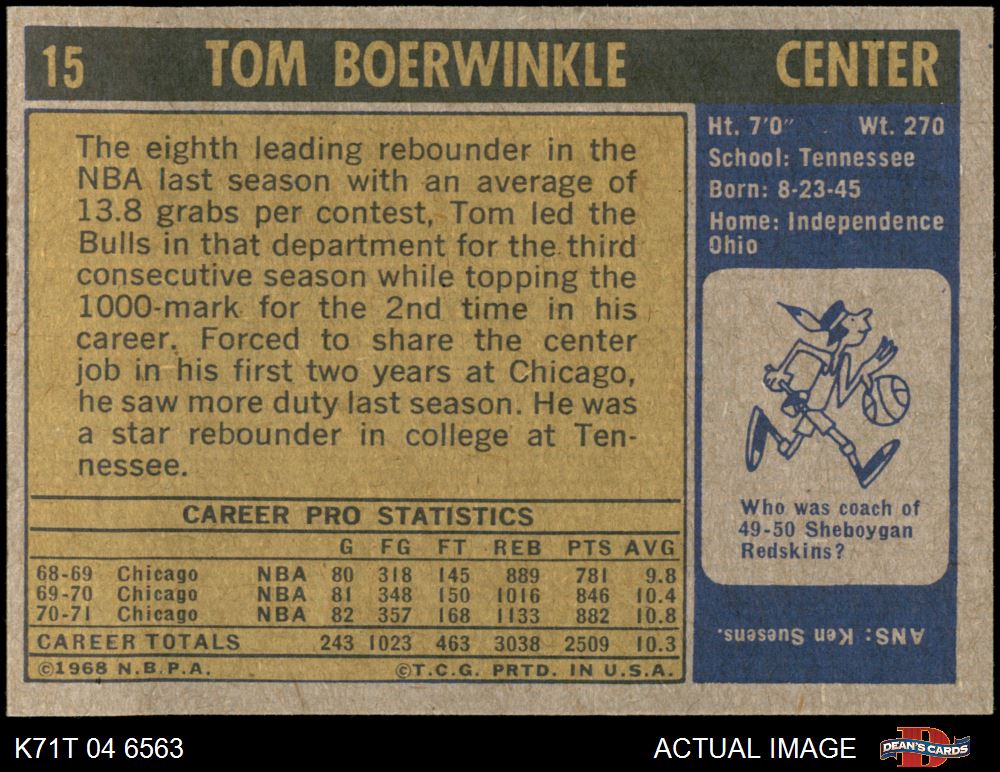 15 TOM BOERWINKLE CENTER
The eighth leading rebounder in the
NBA last season with an average of
13.8 grabs per contest, Tom led the
Bulls in that department for the third
consecutive season while topping the
1000-mark for the 2nd time in his
career. Forced to share the center
job in his first two years at Chicago,
he saw more duty last season. He was
a star rebounder in college at Ten-
nessee.
CAREER PRO STATISTICS
G FG FT REB PTS AVG
68-69 Chicago NBA 80 318 145 889 781 9.8
69-70 Chicago NBA 81 348 150 1016 846 10.4
70-71 Chicago NBA 82 357 168 1133 882 10.8
CAREER TOTALS 243 1023 463 3038 2509 10.3
©1968 N.B.P.A. ©T.C.G. PRTD. IN U.S.A.
Ht. 7'0" Wt. 270
School: Tennessee
Born: 8-23-45
Home: Independence
Ohio
Who was coach of
49-50 Sheboygan
Redskins?
ANS: Ken Suesens.
K71T 04 6563 ACTUAL IMAGE DEAN'S CARDS